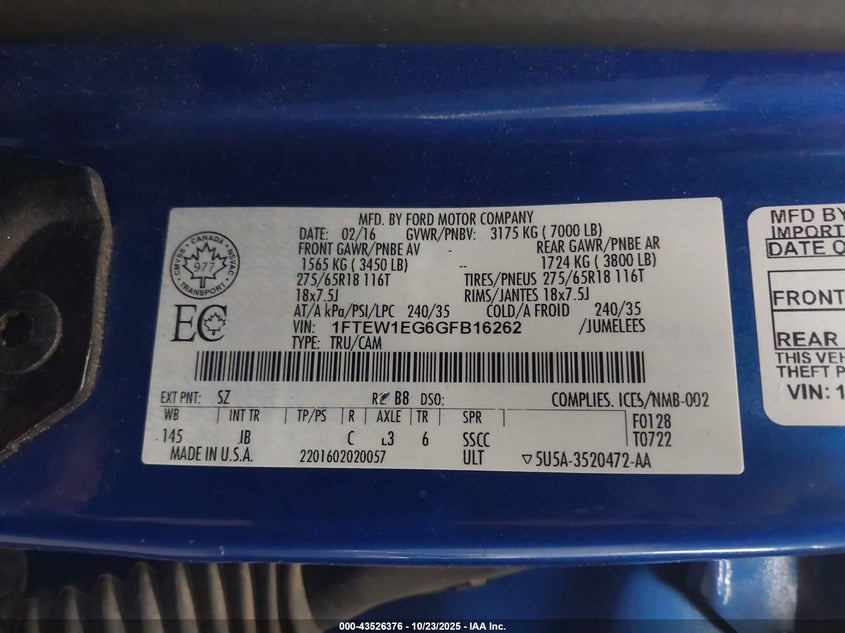 MFD. BY FORD MOTOR COMPANY
DATE: 02/16 GVWR/PNBV: 3175 KG ( 7000 LB)
FRONT GAWR/PNBE AV REAR GAWR/PNBE AR
1565 KG ( 3450 LB) -- 1724 KG ( 3800 LB)
275/65R18 116T TIRES/PNEUS 275/65R18 116T
18x7.5J RIMS/JANTES 18x7.5J
AT/A kPa/PSI/LPC 240/35 COLD/A FROID 240/35
VIN: 1FTEW1EG6GFB16262 /JUMELEES
TYPE: TRU/CAM
CANADA
CMVSS NSVAC
977
TRANSPORT
EC
EXT PNT: SZ B8 DSO: COMPLIES. ICES/NMB-002
WB INT TR TP/PS R AXLE TR SPR F0128
145 JB C L3 6 SSCC T0722
MADE IN U.S.A. 2201602020057 ULT ▽5U5A-3520472-AA
MFD BY
IMPORT
DATE O
FRONT
REAR
THIS VEH
THEFT P
VIN: 1
000-43526376 - 10/23/2025 - IAA Inc.